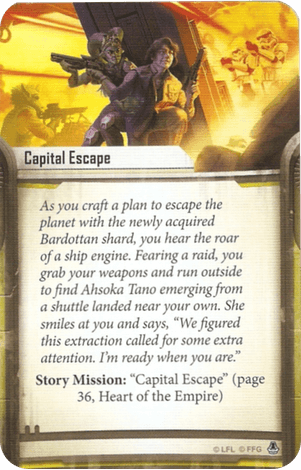 Capital Escape
As you craft a plan to escape the
planet with the newly acquired
Bardottan shard, you hear the roar
of a ship engine. Fearing a raid, you
grab your weapons and run outside
to find Ahsoka Tano emerging from
a shuttle landed near your own. She
smiles at you and says, “We figured
this extraction called for some extra
attention. I’m ready when you are.”
Story Mission: “Capital Escape” (page
36, Heart of the Empire)
© LFL © FFG